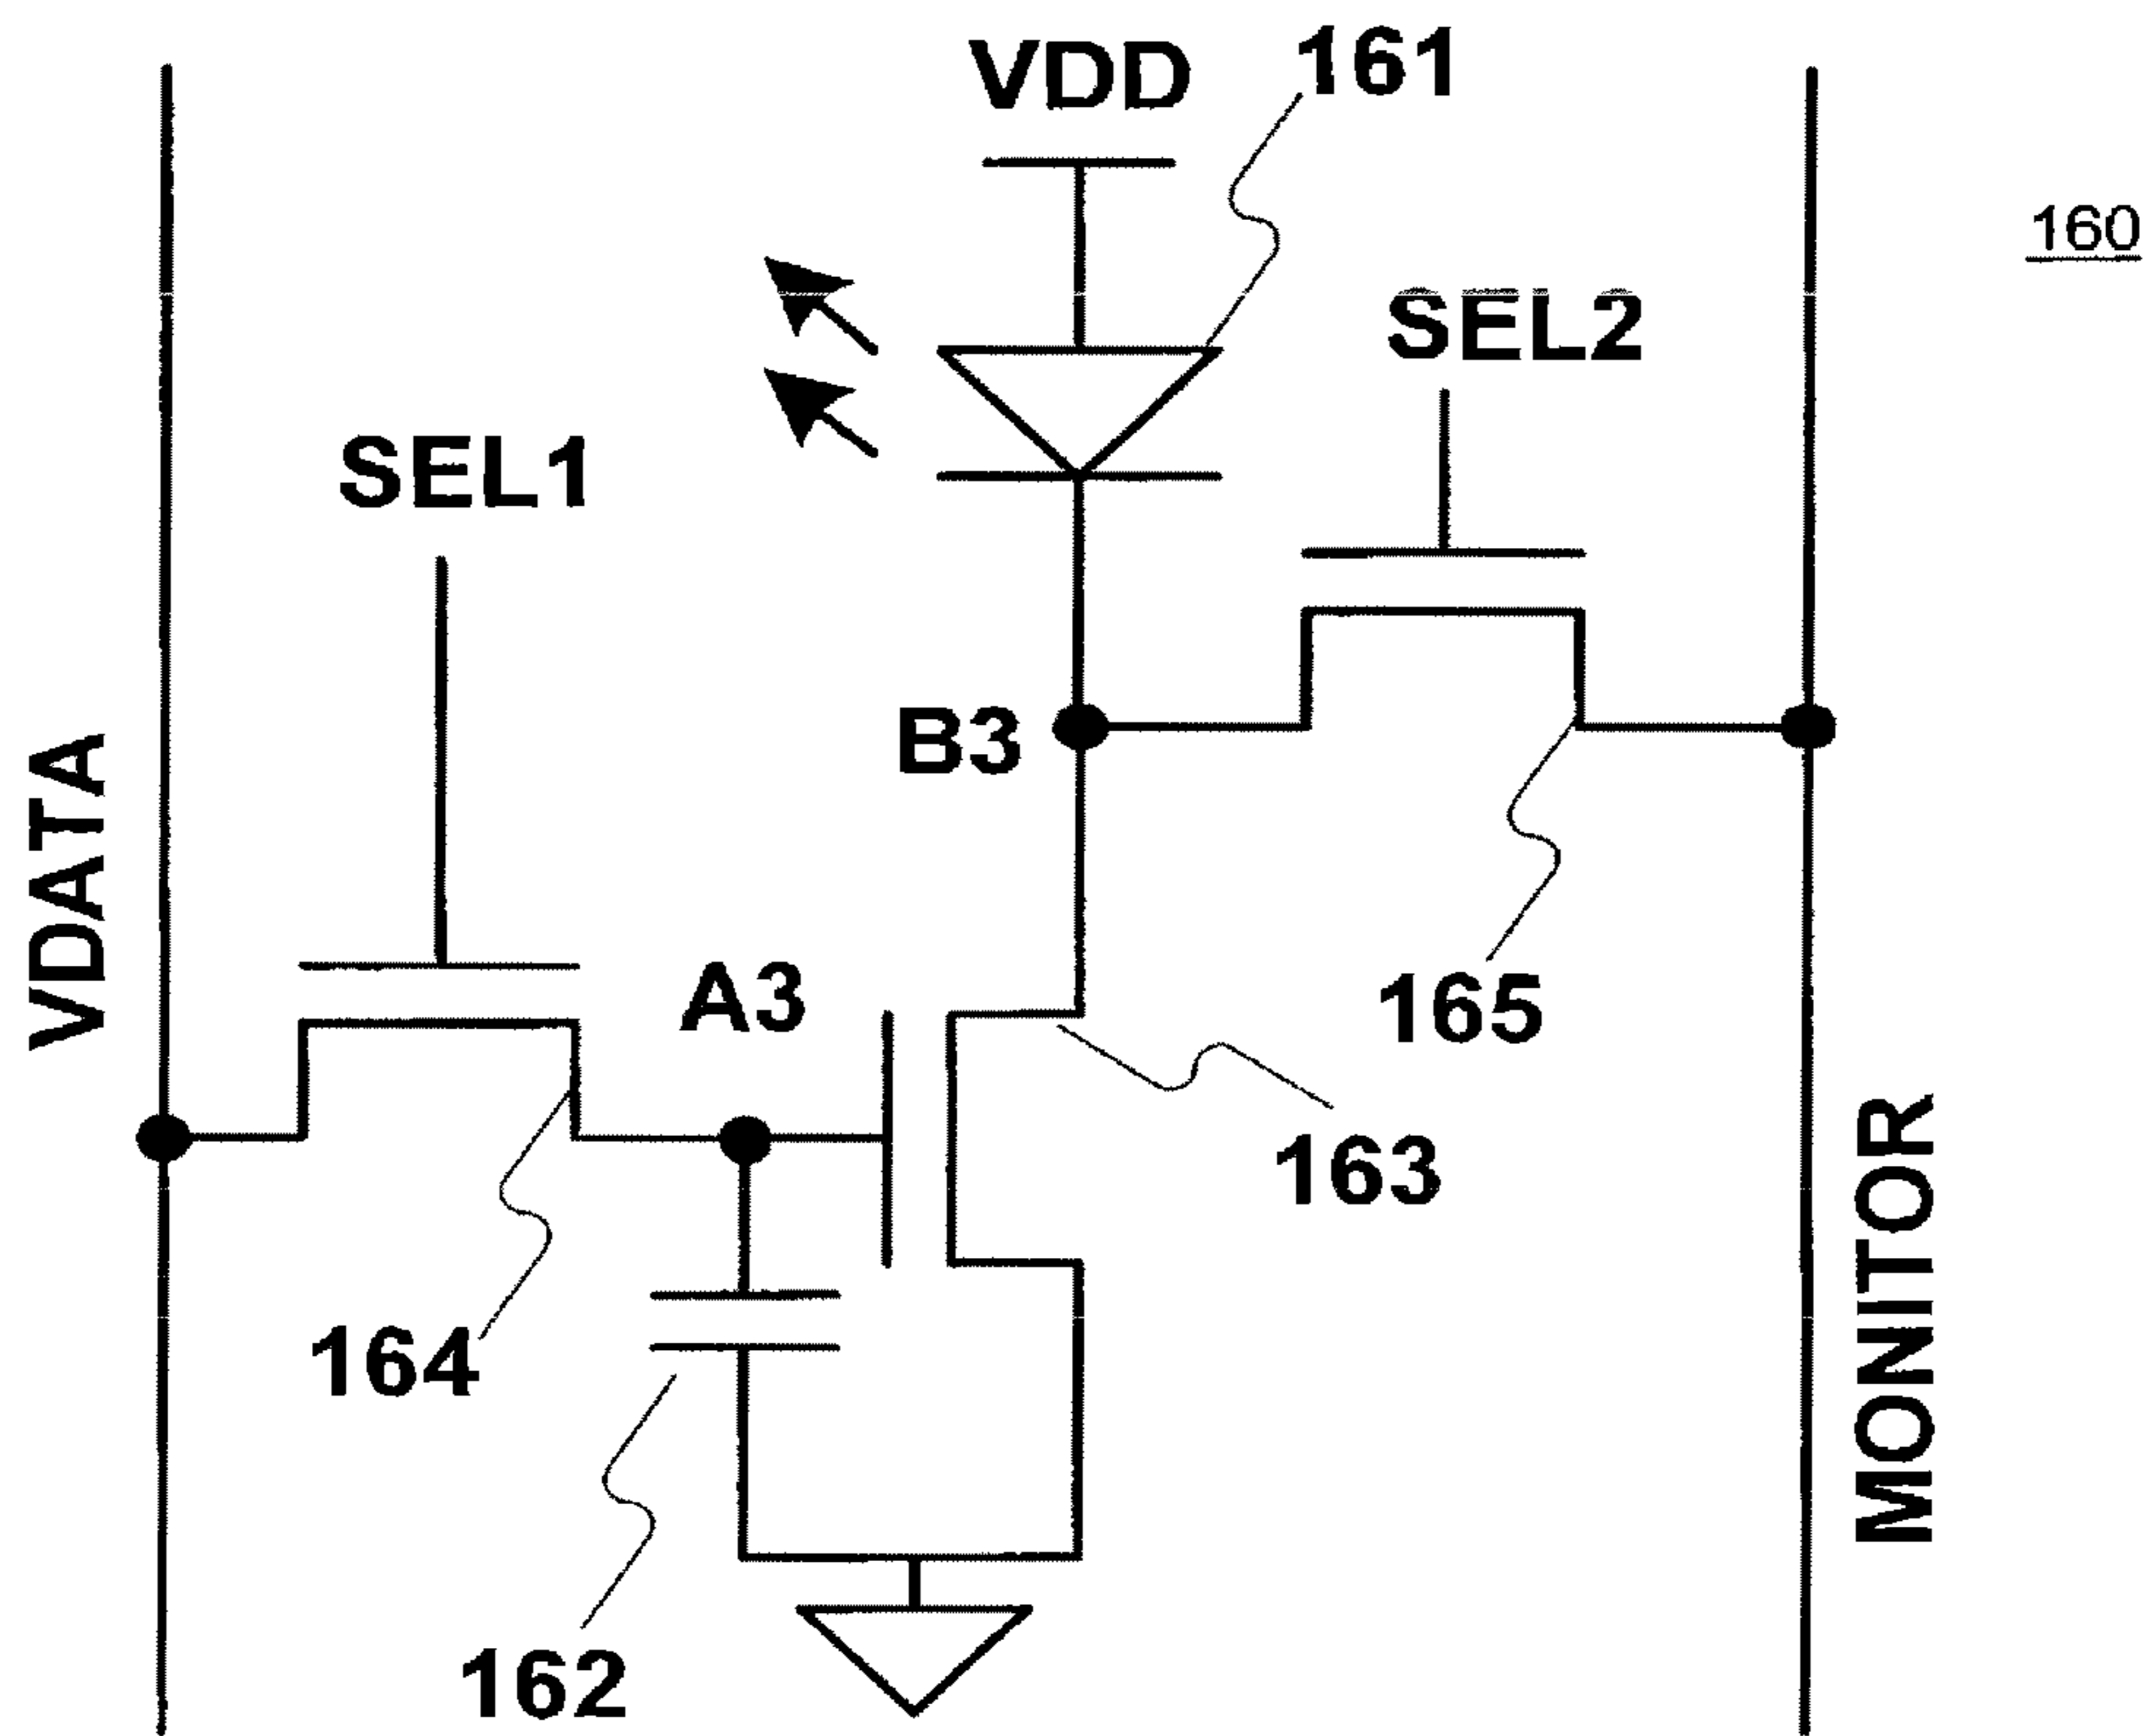 VDD
161
160
SEL2
SEL1
B3
VDATA
A3
165
163
MONITOR
164
162